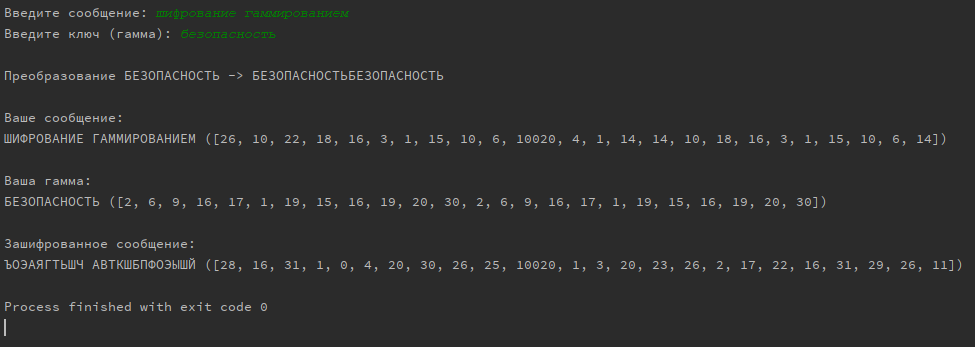 Введите сообщение: шифрование гаммированием
Введите ключ (гамма): безопасность
Преобразование БЕЗОПАСНОСТЬ -> БЕЗОПАСНОСТЬБЕЗОПАСНОСТЬ
Ваше сообщение:
ШИФРОВАНИЕ ГАММИРОВАНИЕМ ([26, 10, 22, 18, 16, 3, 1, 15, 10, 6, 10020, 4, 1, 14, 14, 10, 18, 16, 3, 1, 15, 10, 6, 14])
Ваша гамма:
БЕЗОПАСНОСТЬ ([2, 6, 9, 16, 17, 1, 19, 15, 16, 19, 20, 30, 2, 6, 9, 16, 17, 1, 19, 15, 16, 19, 20, 30])
Зашифрованное сообщение:
ЪОЭАЯГТЬШЧ АВТКШБПФОЭЫШЙ ([28, 16, 31, 1, 0, 4, 20, 30, 26, 25, 10020, 1, 3, 20, 23, 26, 2, 17, 22, 16, 31, 29, 26, 11])
Process finished with exit code 0